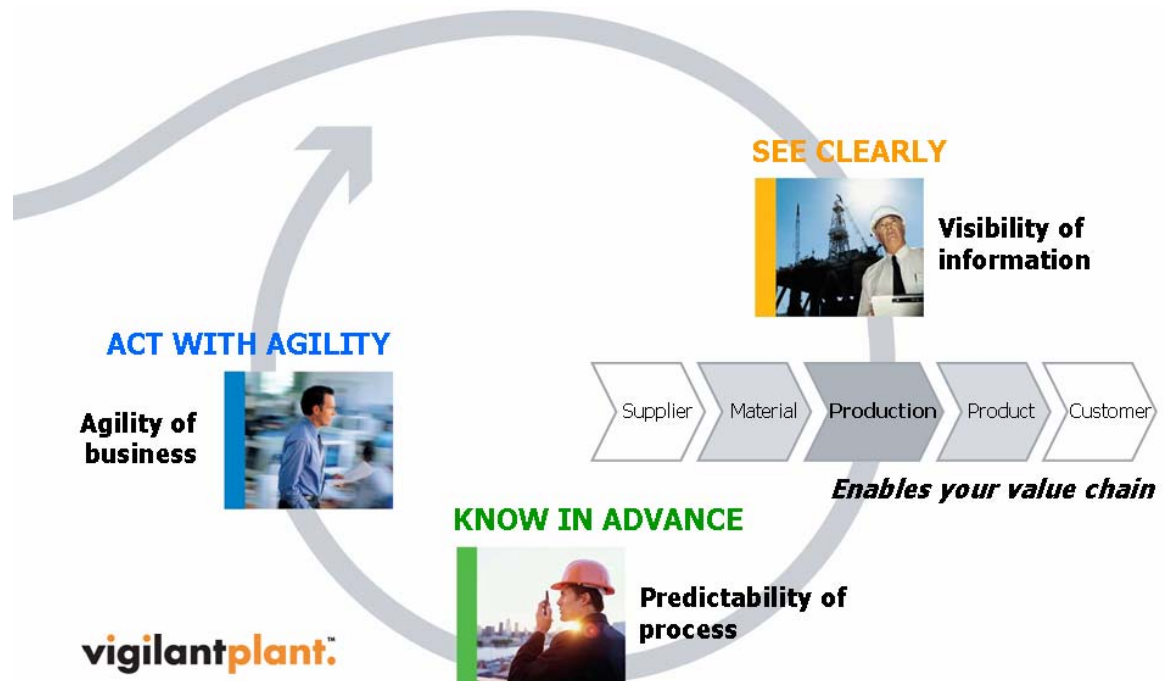 SEE CLEARLY
Visibility of
information
ACT WITH AGILITY
Agility of
business
Supplier
Material
Production
Product
Customer
Enables your value chain
KNOW IN ADVANCE
Predictability of
process
vigilantplant.™